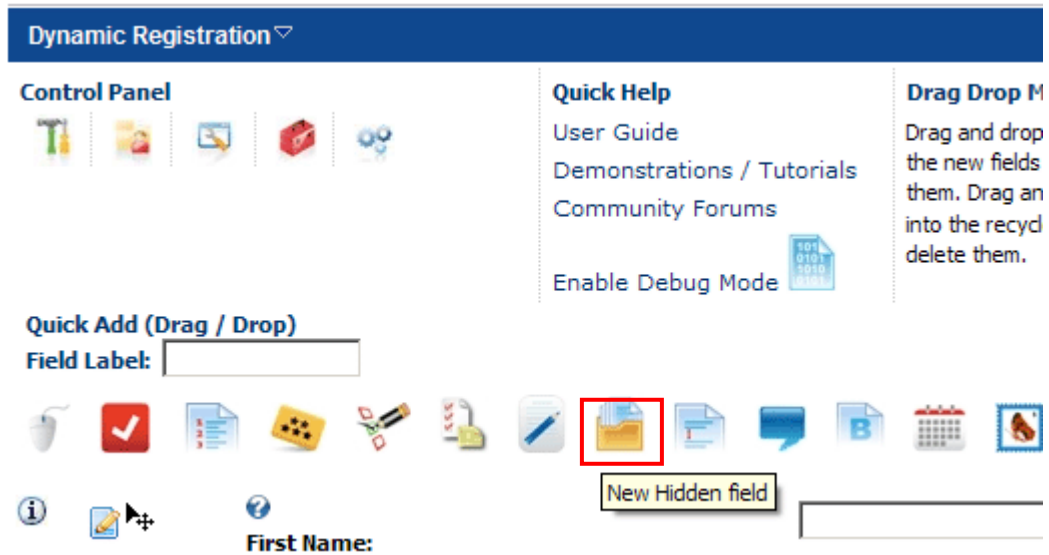 Dynamic Registration
Control Panel
Quick Help
User Guide
Demonstrations / Tutorials
Community Forums
Enable Debug Mode
Drag Drop M
Drag and drop
the new fields
them. Drag an
into the recycl
delete them.
Quick Add (Drag / Drop)
Field Label:
New Hidden field
First Name: